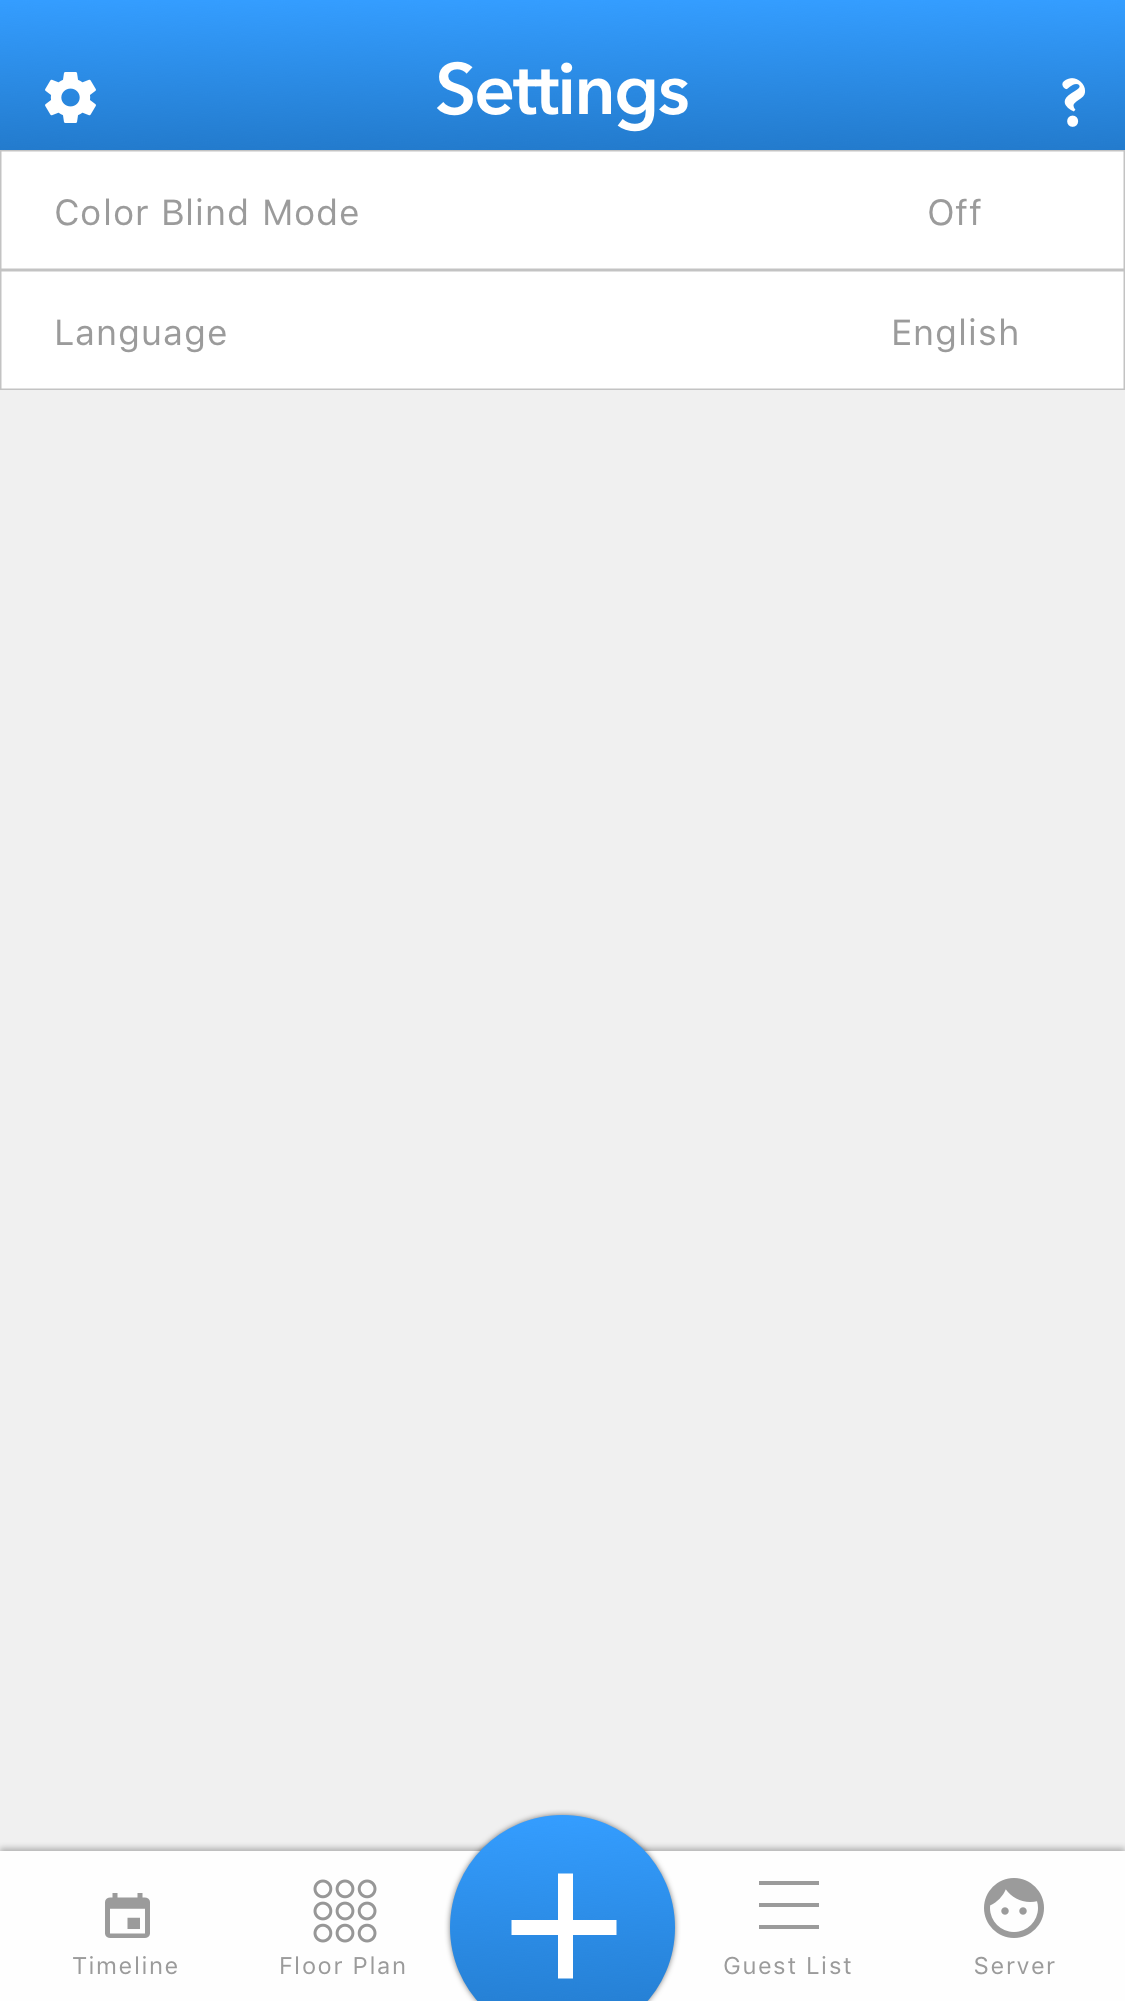 Settings
?
Color Blind Mode Off
Language English
Timeline Floor Plan Guest List Server